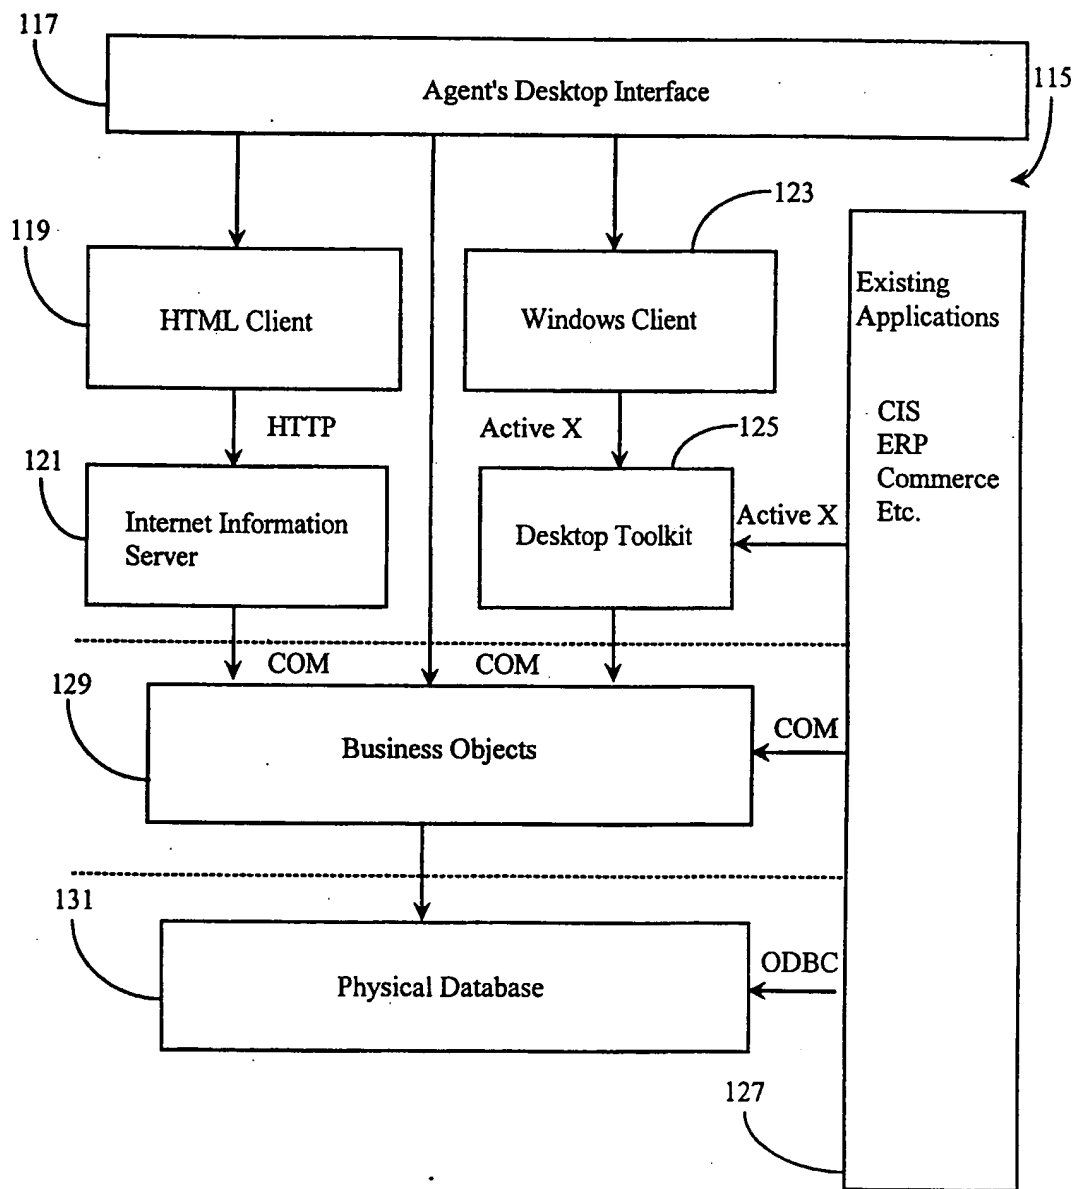 117
Agent's Desktop Interface
115
123
119
HTML Client
Windows Client
Existing
Applications
CIS
ERP
Commerce
Etc.
HTTP
Active X
125
121
Internet Information
Server
Desktop Toolkit
Active X
COM
COM
129
Business Objects
COM
131
Physical Database
ODBC
127